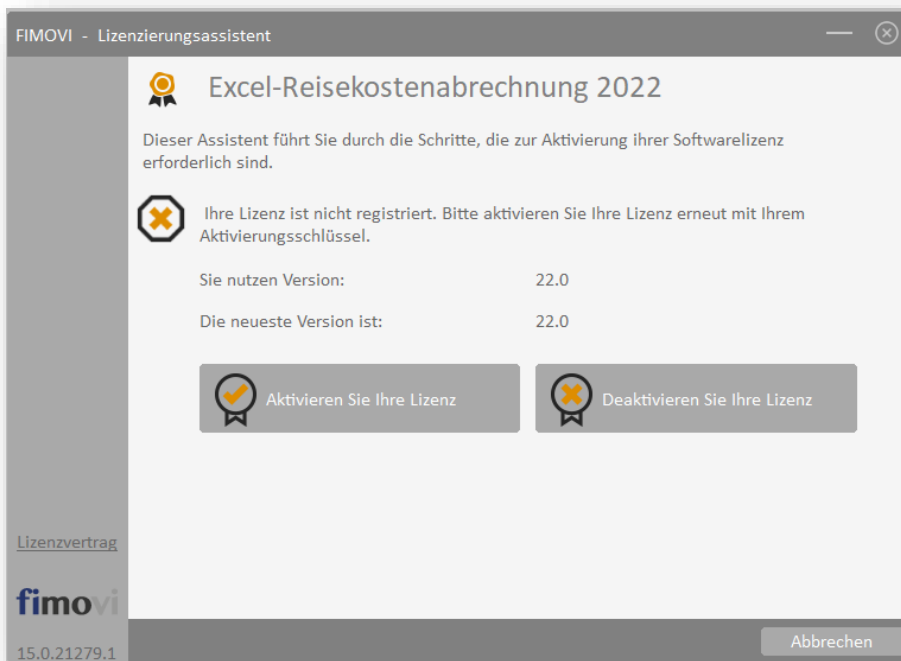 FIMOVI - Lizenzierungsassistent
Excel-Reisekostenabrechnung 2022
Dieser Assistent führt Sie durch die Schritte, die zur Aktivierung ihrer Softwarelizenz
erforderlich sind.
Ihre Lizenz ist nicht registriert. Bitte aktivieren Sie Ihre Lizenz erneut mit Ihrem
Aktivierungsschlüssel.
Sie nutzen Version: 22.0
Die neueste Version ist: 22.0
Aktivieren Sie Ihre Lizenz Deaktivieren Sie Ihre Lizenz
Lizenzvertrag
fimovi
Abbrechen
15.0.21279.1